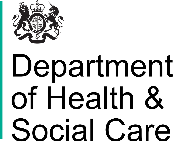 Department
of Health &
Social Care